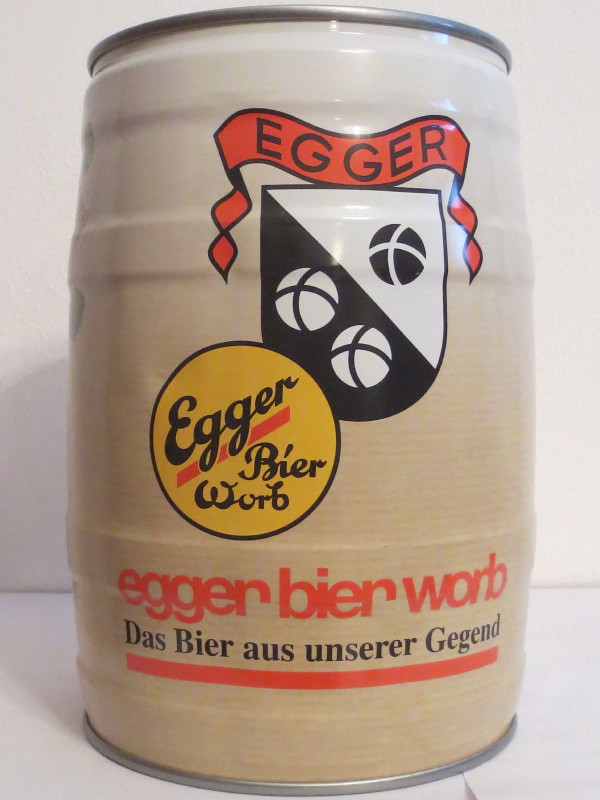 EGGER
Egger
Bier
Worb
egger bier worb
Das Bier aus unserer Gegend